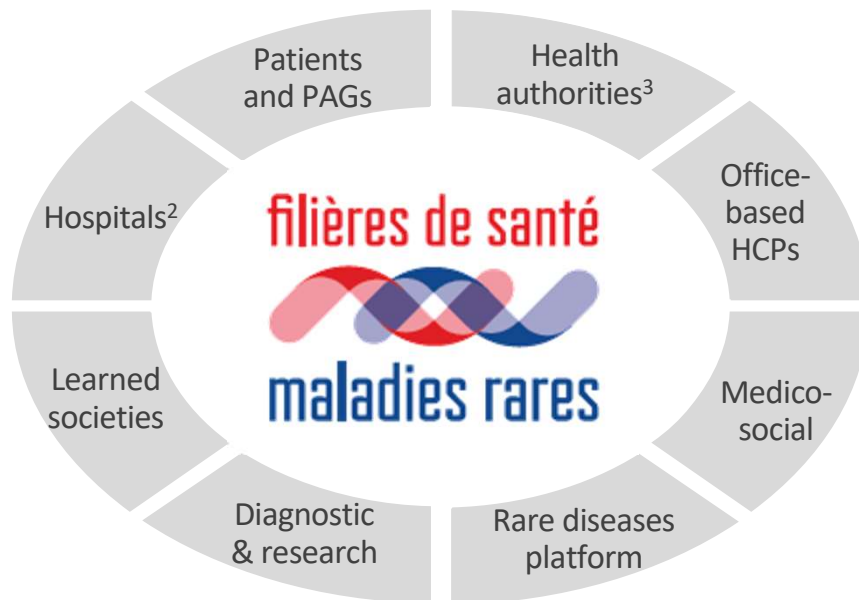 Patients
and PAGs
Health
authorities³
Office-
based
HCPs
Medico-
social
Rare diseases
platform
Diagnostic
& research
Learned
societies
Hospitals²
filières de santé
maladies rares